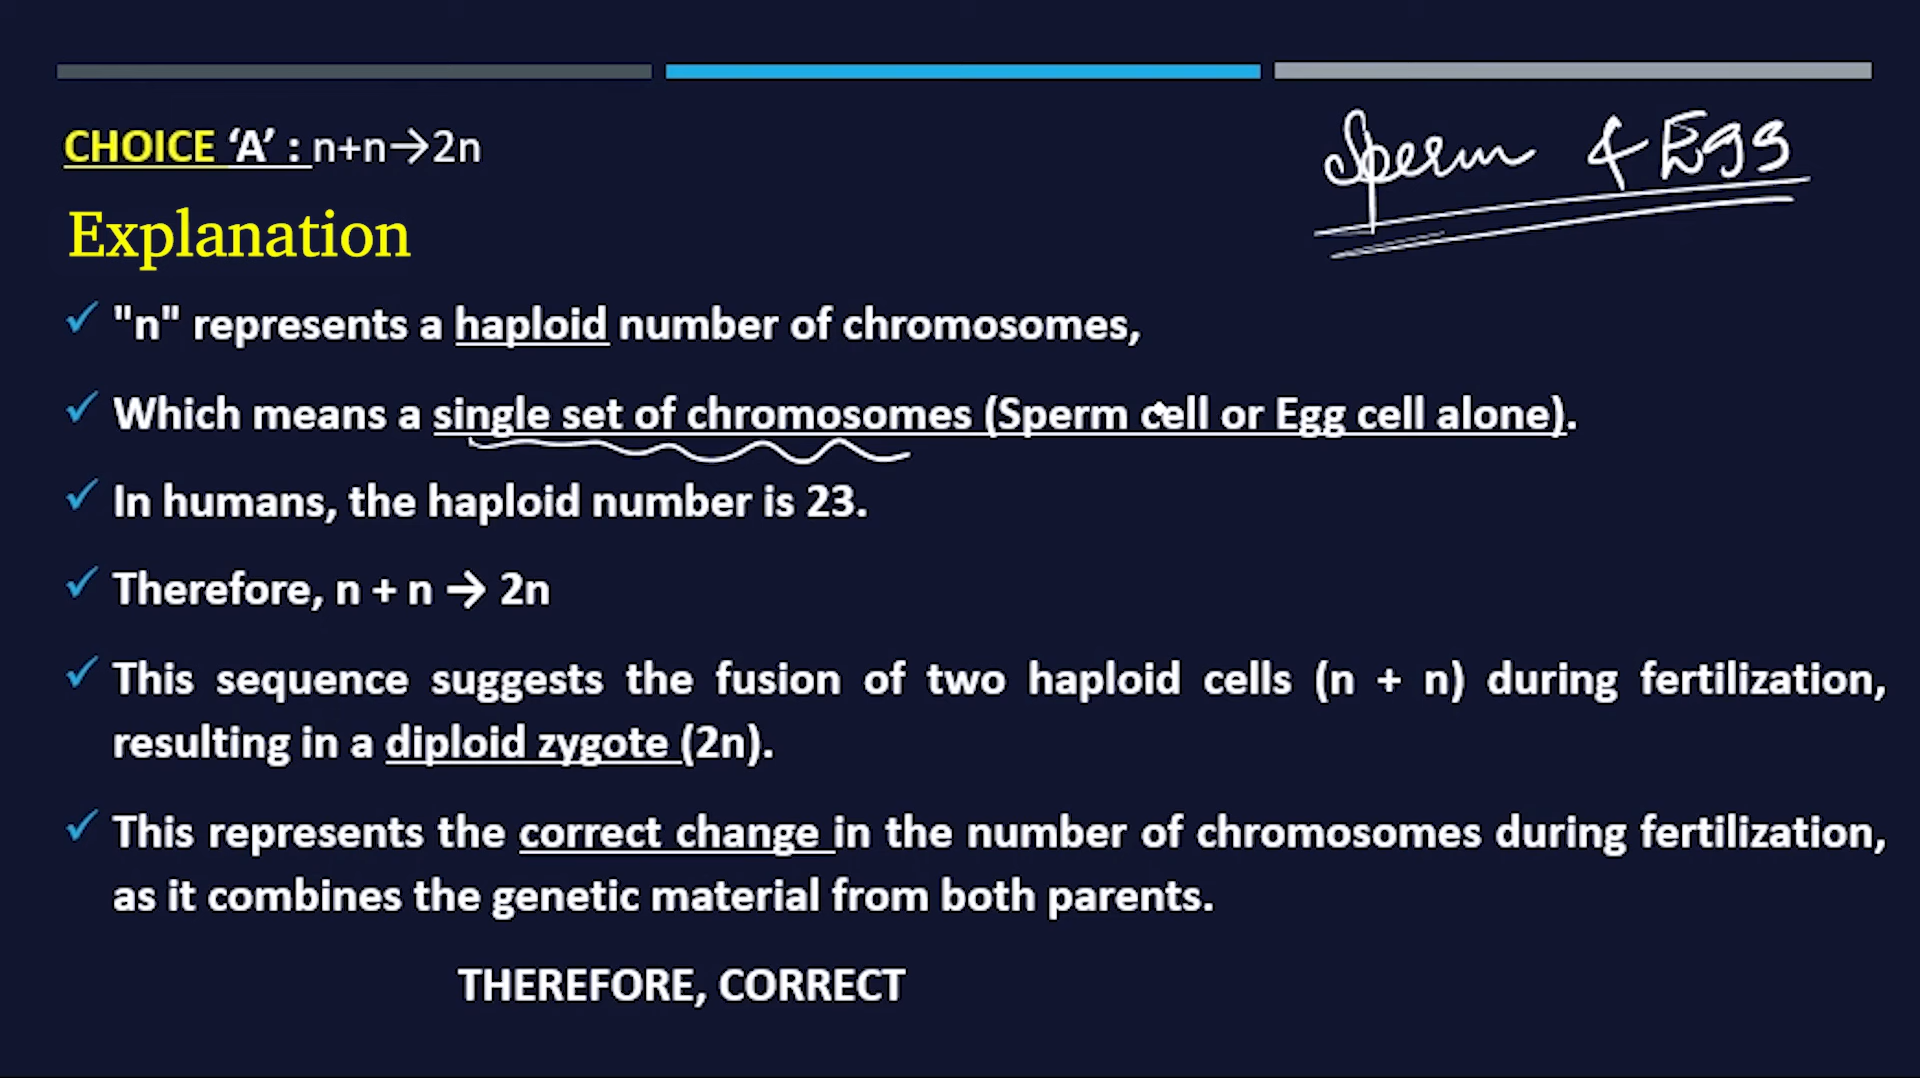 CHOICE ‘A’ : n+n→2n
Sperm & Egg
Explanation
✓ "n" represents a haploid number of chromosomes,
✓ Which means a single set of chromosomes (Sperm cell or Egg cell alone).
✓ In humans, the haploid number is 23.
✓ Therefore, n + n → 2n
✓ This sequence suggests the fusion of two haploid cells (n + n) during fertilization,
resulting in a diploid zygote (2n).
✓ This represents the correct change in the number of chromosomes during fertilization,
as it combines the genetic material from both parents.
THEREFORE, CORRECT